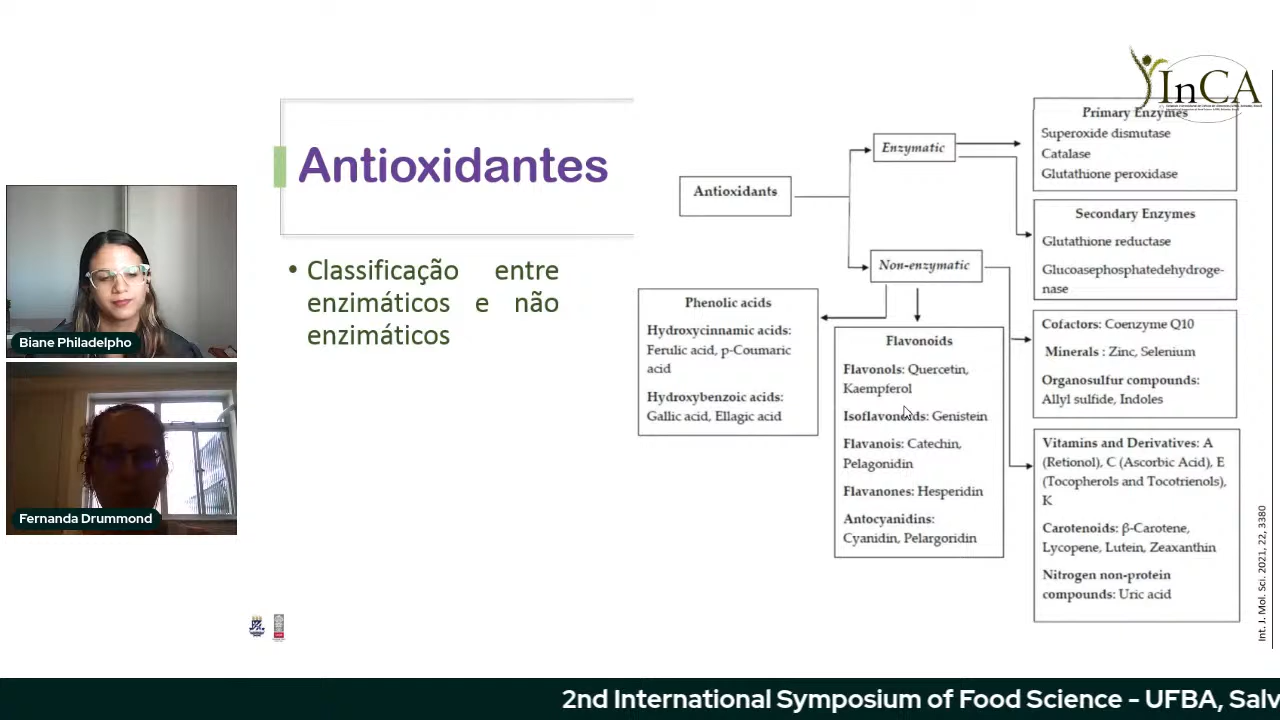 InCA
Antioxidantes
• Classificação entre
enzimáticos e não
enzimáticos
Biane Philadelpho
Fernanda Drummond
Antioxidants
Enzymatic
Non-enzymatic
Primary Enzymes
Superoxide dismutase
Catalase
Glutathione peroxidase
Secondary Enzymes
Glutathione reductase
Glucoasephosphatedehydroge-
nase
Phenolic acids
Hydroxycinnamic acids:
Ferulic acid, p-Coumaric
acid
Hydroxybenzoic acids:
Gallic acid, Ellagic acid
Flavonoids
Flavonols: Quercetin,
Kaempferol
Isoflavonoids: Genistein
Flavanois: Catechin,
Pelagonidin
Flavanones: Hesperidin
Antocyanidins:
Cyanidin, Pelargoridin
Cofactors: Coenzyme Q10
Minerals : Zinc, Selenium
Organosulfur compounds:
Allyl sulfide, Indoles
Vitamins and Derivatives: A
(Retionol), C (Ascorbic Acid), E
(Tocopherols and Tocotrienols),
K
Carotenoids: β-Carotene,
Lycopene, Lutein, Zeaxanthin
Nitrogen non-protein
compounds: Uric acid
Int. J. Mol. Sci. 2021, 22, 3380
2nd International Symposium of Food Science - UFBA, Salv